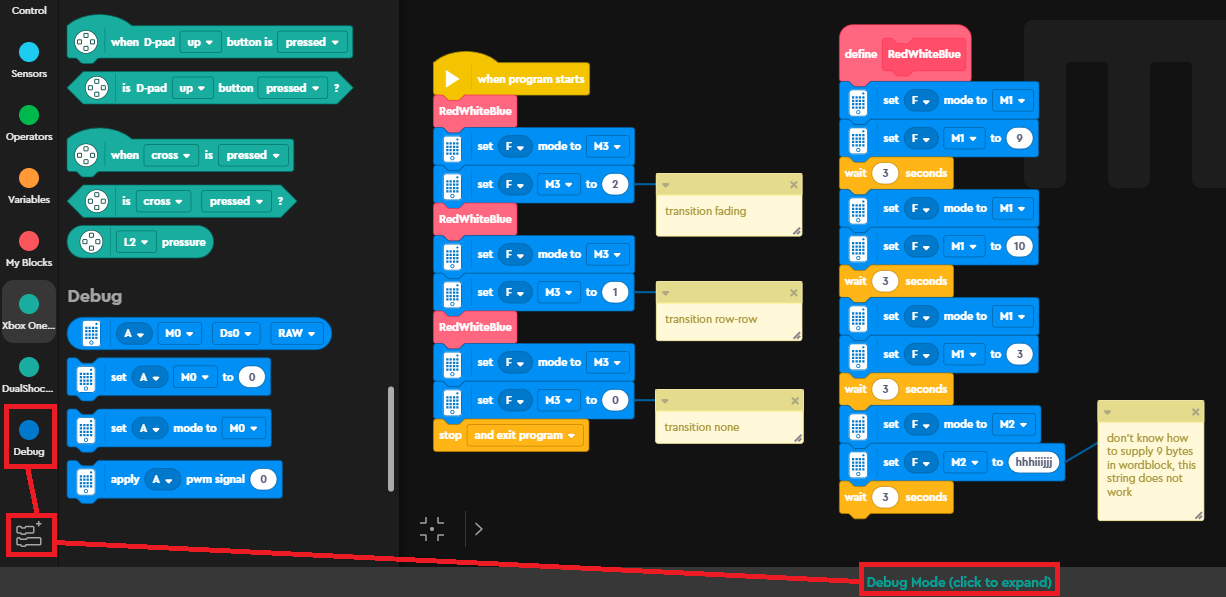 Control
Sensors
Operators
Variables
My Blocks
Xbox One...
DualShoc...
Debug
when D-pad up button is pressed
is D-pad up button pressed ?
when cross is pressed
is cross pressed ?
L2 pressure
Debug
A M0 Ds0 RAW
set A M0 to 0
set A mode to M0
apply A pwm signal 0
when program starts
RedWhiteBlue
set F mode to M3
set F M3 to 2
transition fading
RedWhiteBlue
set F mode to M3
set F M3 to 1
transition row-row
RedWhiteBlue
set F mode to M3
set F M3 to 0
transition none
stop and exit program
define RedWhiteBlue
set F mode to M1
set F M1 to 9
wait 3 seconds
set F mode to M1
set F M1 to 10
wait 3 seconds
set F mode to M1
set F M1 to 3
wait 3 seconds
set F mode to M2
set F M2 to hhhiiijjj
wait 3 seconds
don't know how
to supply 9 bytes
in wordblock, this
string does not
work
Debug Mode (click to expand)